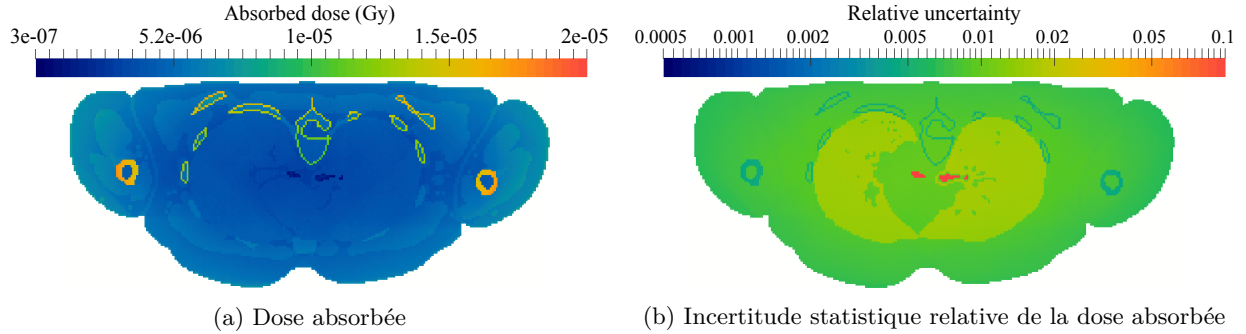 Absorbed dose (Gy)
3e-07 5.2e-06 1e-05 1.5e-05 2e-05
Relative uncertainty
0.0005 0.001 0.002 0.005 0.01 0.02 0.05 0.1
(a) Dose absorbée
(b) Incertitude statistique relative de la dose absorbée